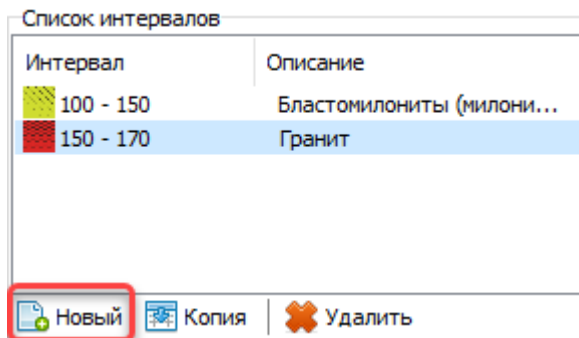 Список интервалов
Интервал Описание
100 - 150 Бластомилониты (милони...
150 - 170 Гранит
Новый Копия Удалить